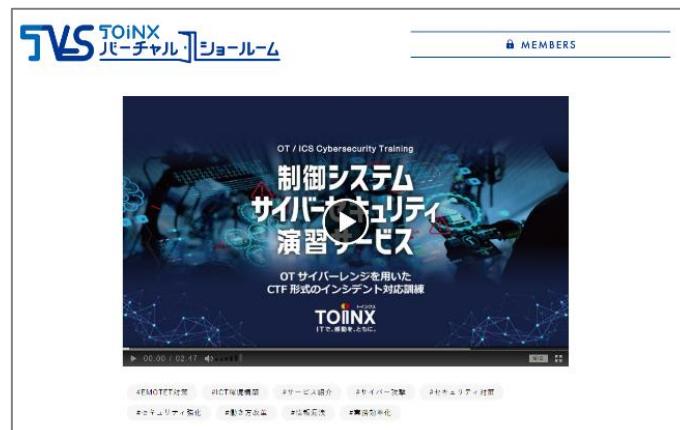 TVS TOiNX
バーチャル ショールーム
MEMBERS
OT / ICS Cybersecurity Training
制御システム
サイバーセキュリティ
演習サービス
OT サイバーレンジを用いた
CTF 形式のインシデント対応訓練
トインクス
TOiNX
ITで、感動を、ともに。
00:00 / 02:47
#EMOTET対策 #ICT環境構築 #サービス紹介 #サイバー攻撃 #セキュリティ対策
#セキュリティ強化 #働き方改革 #情報漏洩 #業務効率化